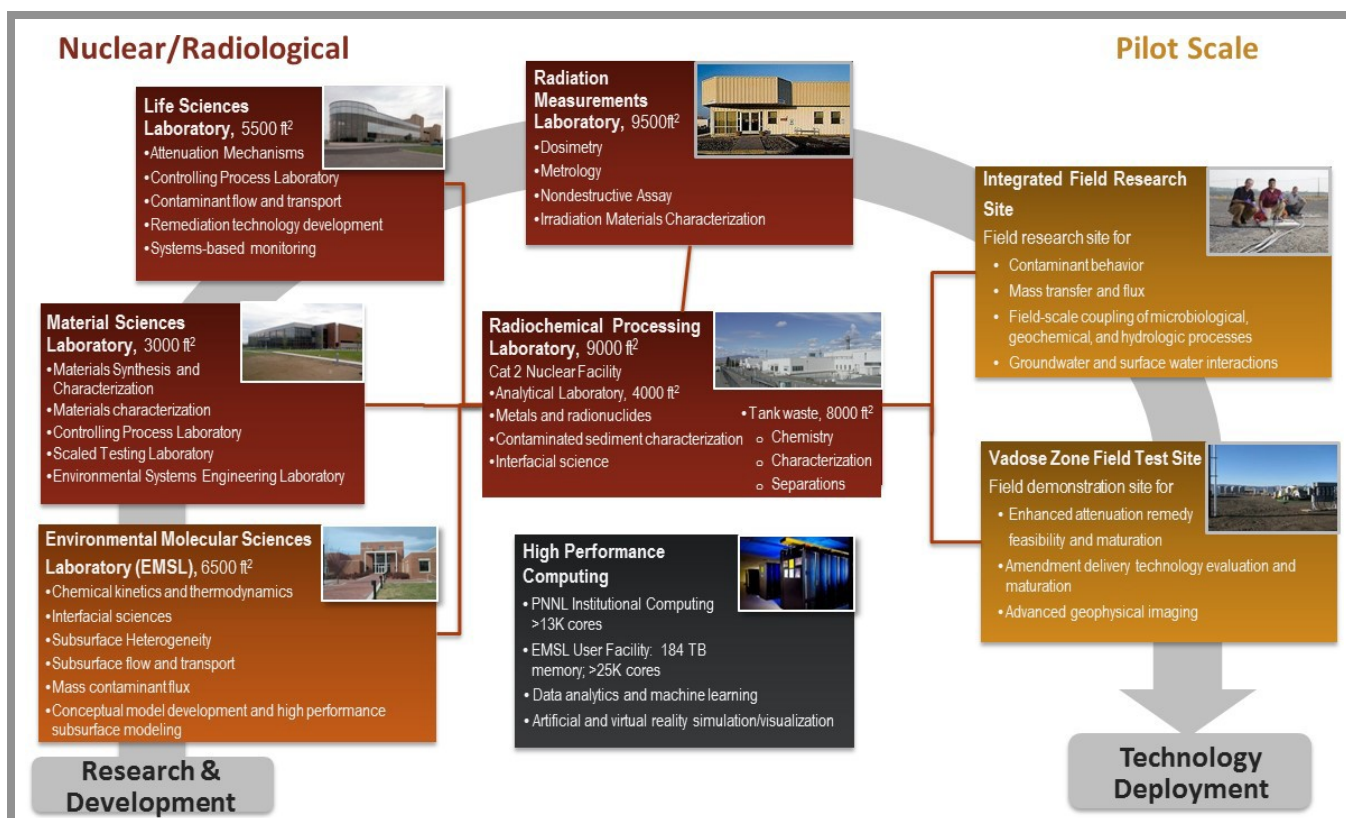 Nuclear/Radiological
Pilot Scale
Life Sciences
Laboratory, 5500 ft²
•Attenuation Mechanisms
•Controlling Process Laboratory
•Contaminant flow and transport
•Remediation technology development
•Systems-based monitoring
Radiation
Measurements
Laboratory, 9500ft²
•Dosimetry
•Metrology
•Nondestructive Assay
•Irradiation Materials Characterization
Integrated Field Research
Site
Field research site for
• Contaminant behavior
• Mass transfer and flux
• Field-scale coupling of microbiological,
geochemical, and hydrologic processes
• Groundwater and surface water interactions
Material Sciences
Laboratory, 3000 ft²
•Materials Synthesis and
Characterization
•Materials characterization
•Controlling Process Laboratory
•Scaled Testing Laboratory
•Environmental Systems Engineering Laboratory
Radiochemical Processing
Laboratory, 9000 ft²
Cat 2 Nuclear Facility
•Analytical Laboratory, 4000 ft²
•Metals and radionuclides
•Contaminated sediment characterization
•Interfacial science
•Tank waste, 8000 ft²
o Chemistry
o Characterization
o Separations
Vadose Zone Field Test Site
Field demonstration site for
• Enhanced attenuation remedy
feasibility and maturation
• Amendment delivery technology evaluation and
maturation
• Advanced geophysical imaging
Environmental Molecular Sciences
Laboratory (EMSL), 6500 ft²
•Chemical kinetics and thermodynamics
•Interfacial sciences
•Subsurface Heterogeneity
•Subsurface flow and transport
•Mass contaminant flux
•Conceptual model development and high performance
subsurface modeling
High Performance
Computing
• PNNL Institutional Computing
>13K cores
• EMSL User Facility: 184 TB
memory; >25K cores
• Data analytics and machine learning
• Artificial and virtual reality simulation/visualization
Research &
Development
Technology
Deployment